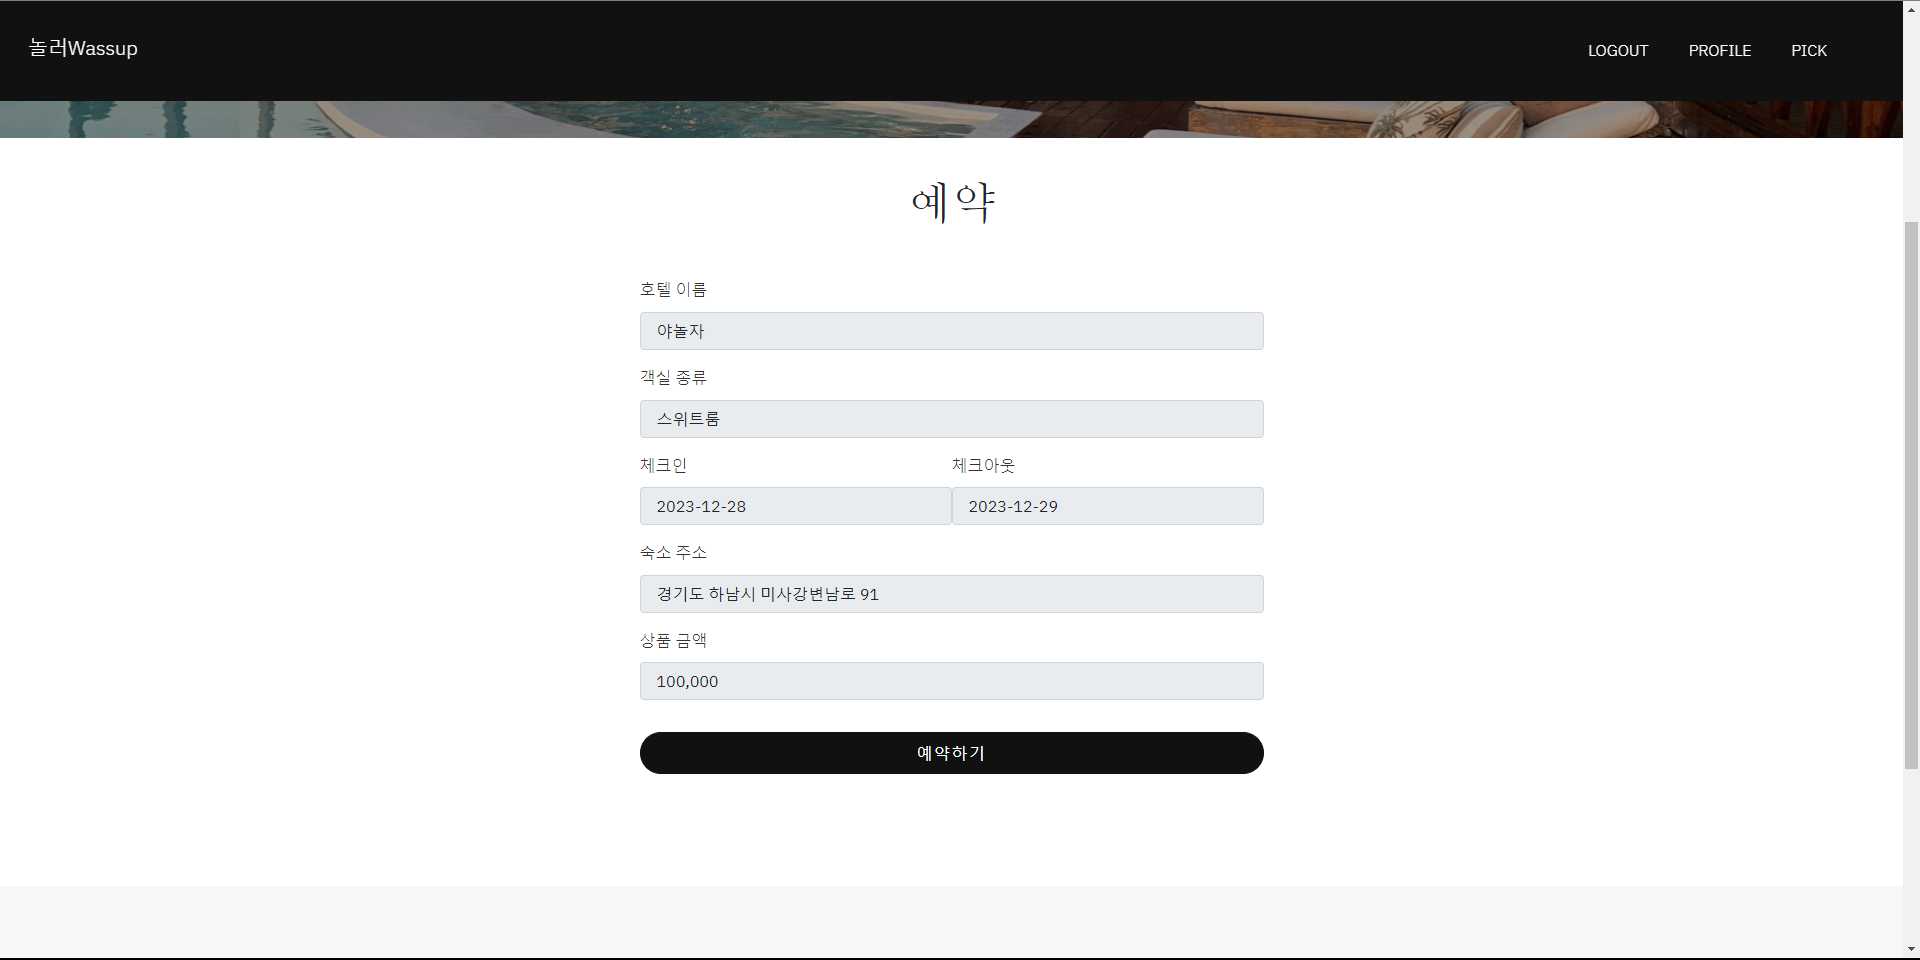 놀러Wassup
LOGOUT PROFILE PICK
예약
호텔 이름
야놀자
객실 종류
스위트룸
체크인 체크아웃
2023-12-28 2023-12-29
숙소 주소
경기도 하남시 미사강변남로 91
상품 금액
100,000
예약하기